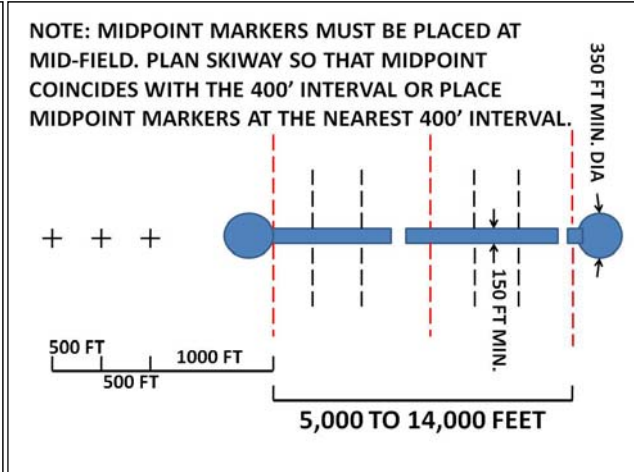 NOTE: MIDPOINT MARKERS MUST BE PLACED AT
MID-FIELD. PLAN SKIWAY SO THAT MIDPOINT
COINCIDES WITH THE 400' INTERVAL OR PLACE
MIDPOINT MARKERS AT THE NEAREST 400' INTERVAL.
350 FT MIN. DIA
150 FT MIN.
500 FT
500 FT
1000 FT
5,000 TO 14,000 FEET